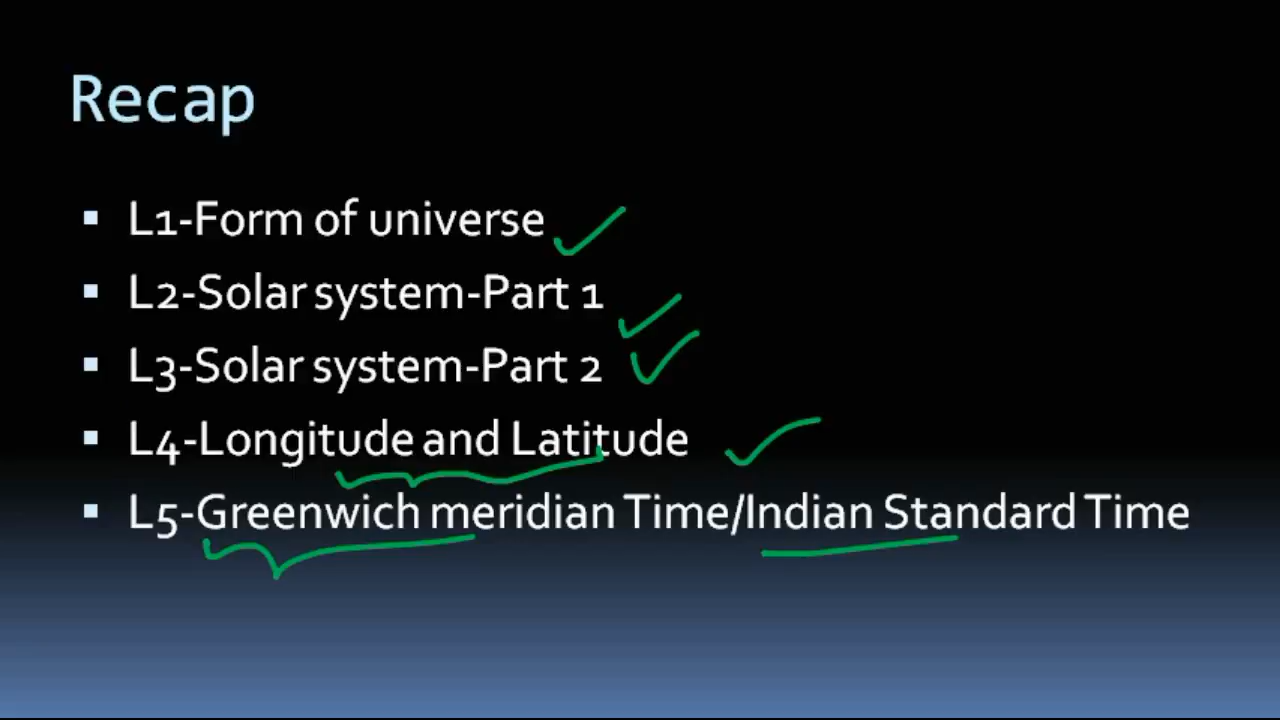 Recap
L1-Form of universe
L2-Solar system-Part 1
L3-Solar system-Part 2
L4-Longitude and Latitude
L5-Greenwich meridian Time/Indian Standard Time